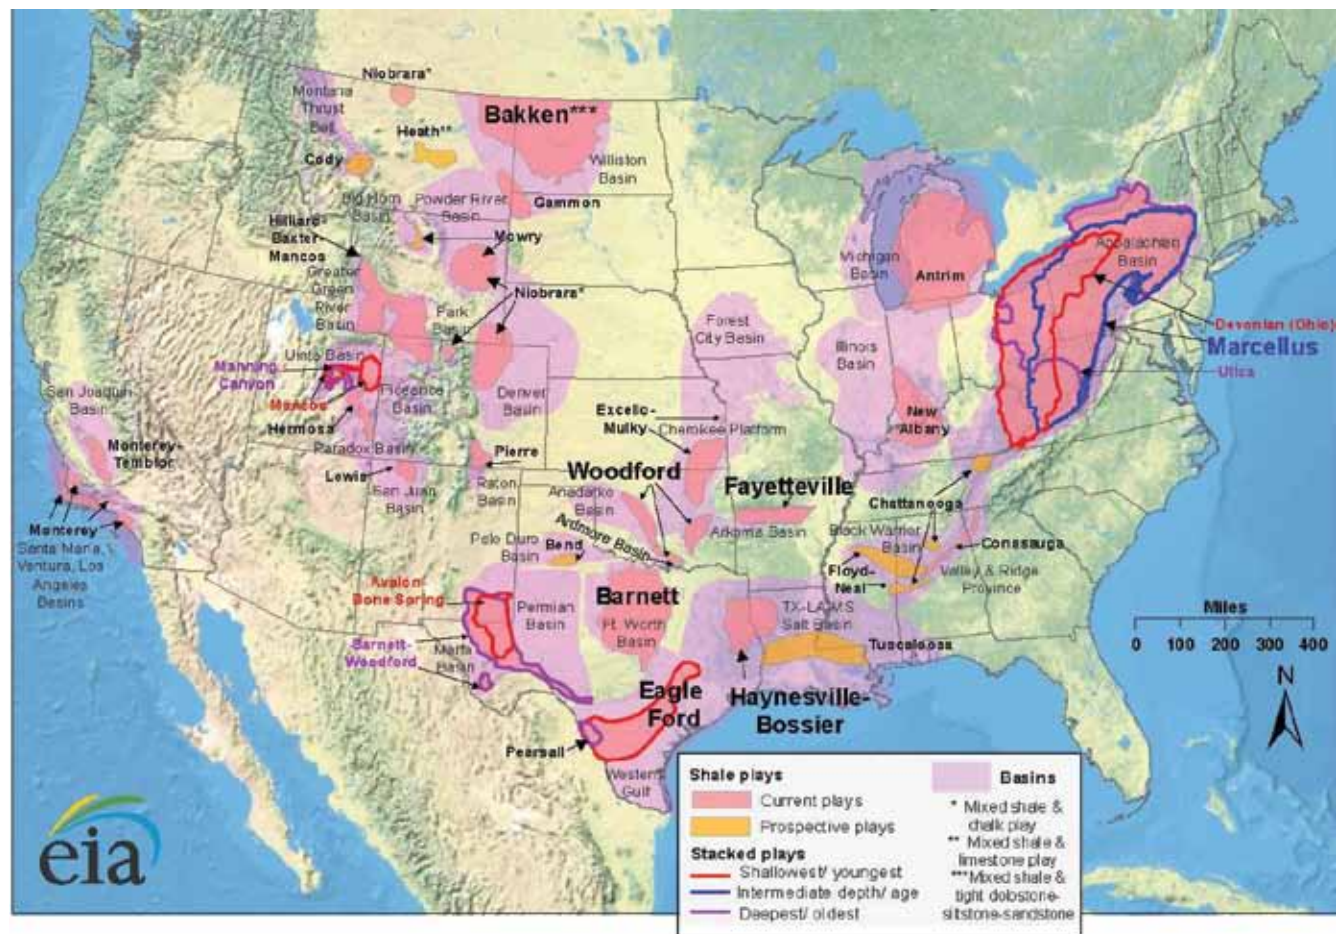 Niobrara*
Montana
Thrust
Belt
Bakken***
Heath**
Cody
Williston
Basin
Big Horn
Basin
Powder River
Basin
Gammon
Hilliard-
Baxter-
Mancos
Mowry
Greater
Green
River
Basin
Niobrara*
Park
Basin
Michigan
Basin
Antrim
Appalachian
Basin
Devonian (Ohio)
Marcellus
Utica
Forest
City Basin
Illinois
Basin
Uinta Basin
Manning
Canyon
Mancos
Piceance
Basin
Denver
Basin
San Joaquin
Basin
Hermosa
Paradox Basin
Excello-
Mulky
Cherokee Platform
New
Albany
Monterey-
Temblor
Pierre
Lewis
San Juan
Basin
Raton
Basin
Woodford
Anadarko
Basin
Fayetteville
Arkoma Basin
Chattanooga
Monterey
Santa Maria,
Ventura, Los
Angeles
Basins
Palo Duro
Basin
Bend
Ardmore Basin
Black Warrior
Basin
Conasauga
Floyd-
Neal
Valley & Ridge
Province
Avalon-
Bone Spring
Permian
Basin
Barnett
Ft. Worth
Basin
TX-LA-MS
Salt Basin
Tuscaloosa
Barnett-
Woodford
Marfa
Basin
Eagle
Ford
Haynesville-
Bossier
Pearsall
Western
Gulf
Miles
0 100 200 300 400
N
eia
Shale plays
Current plays
Prospective plays
Stacked plays
Shallowest/ youngest
Intermediate depth/ age
Deepest/ oldest
Basins
* Mixed shale &
chalk play
** Mixed shale &
limestone play
***Mixed shale &
tight dolostone-
siltstone-sandstone